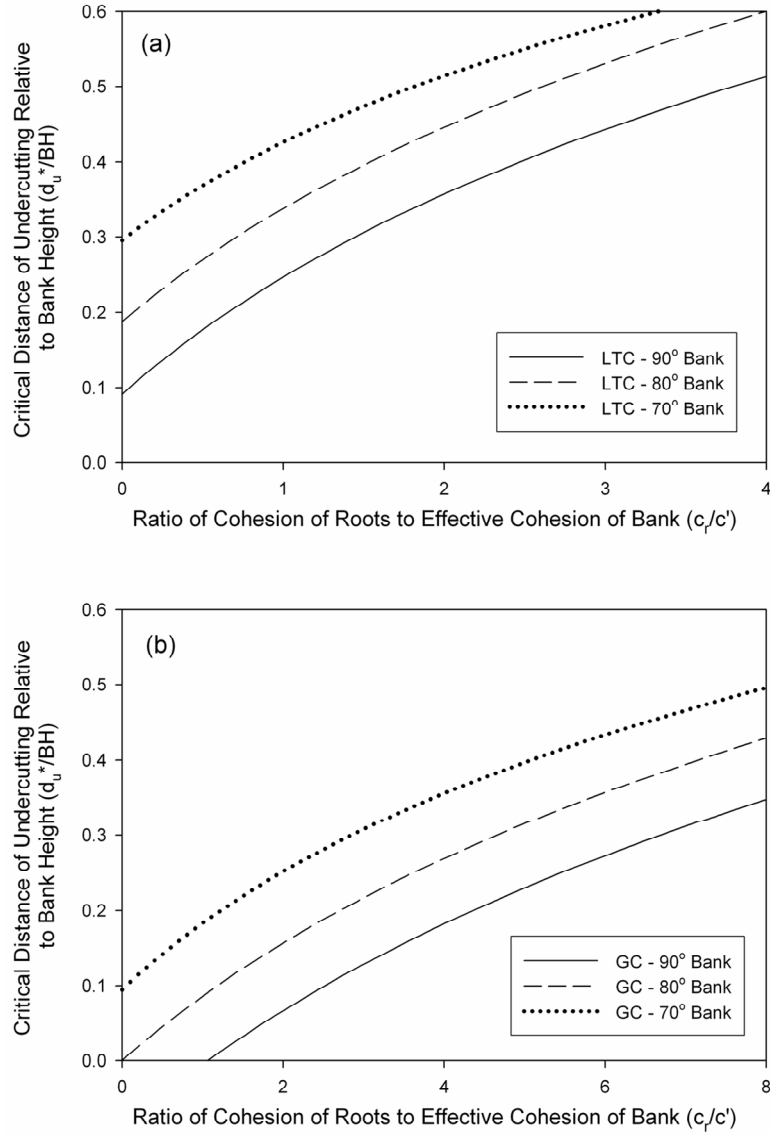 (a)
Critical Distance of Undercutting Relative
to Bank Height (du*/BH)
0.6
0.5
0.4
0.3
0.2
0.1
0.0
LTC - 90° Bank
LTC - 80° Bank
LTC - 70° Bank
0 1 2 3 4
Ratio of Cohesion of Roots to Effective Cohesion of Bank (cr/c')
(b)
Critical Distance of Undercutting Relative
to Bank Height (du*/BH)
0.6
0.5
0.4
0.3
0.2
0.1
0.0
GC - 90° Bank
GC - 80° Bank
GC - 70° Bank
0 2 4 6 8
Ratio of Cohesion of Roots to Effective Cohesion of Bank (cr/c')